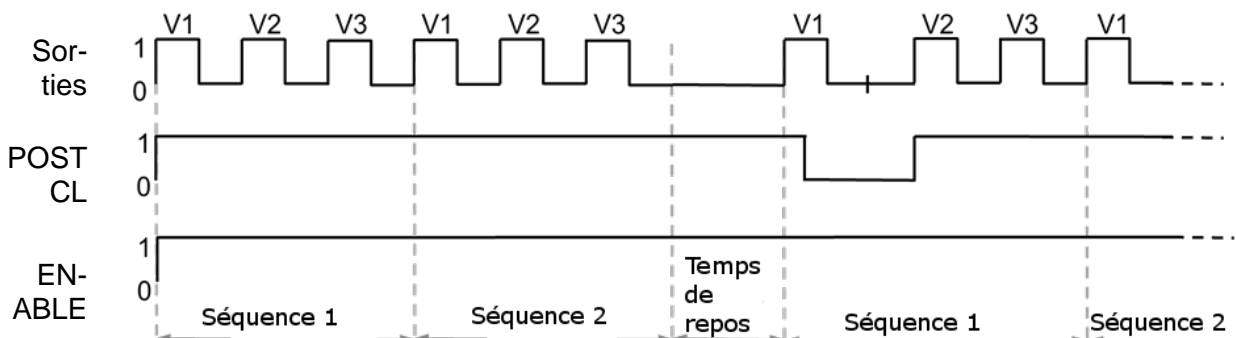 V1 V2 V3 V1 V2 V3 V1 V2 V3 V1
Sor-
ties
1
0
POST
CL
1
0
EN-
ABLE
1
0
Séquence 1
Séquence 2
Temps
de
repos
Séquence 1
Séquence 2